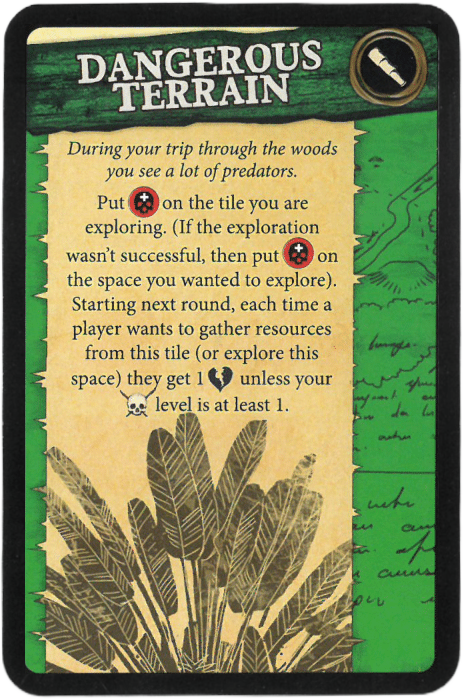 DANGEROUS
TERRAIN
During your trip through the woods
you see a lot of predators.
Put on the tile you are
exploring. (If the exploration
wasn't successful, then put on
the space you wanted to explore).
Starting next round, each time a
player wants to gather resources
from this tile (or explore this
space) they get 1 unless your
level is at least 1.